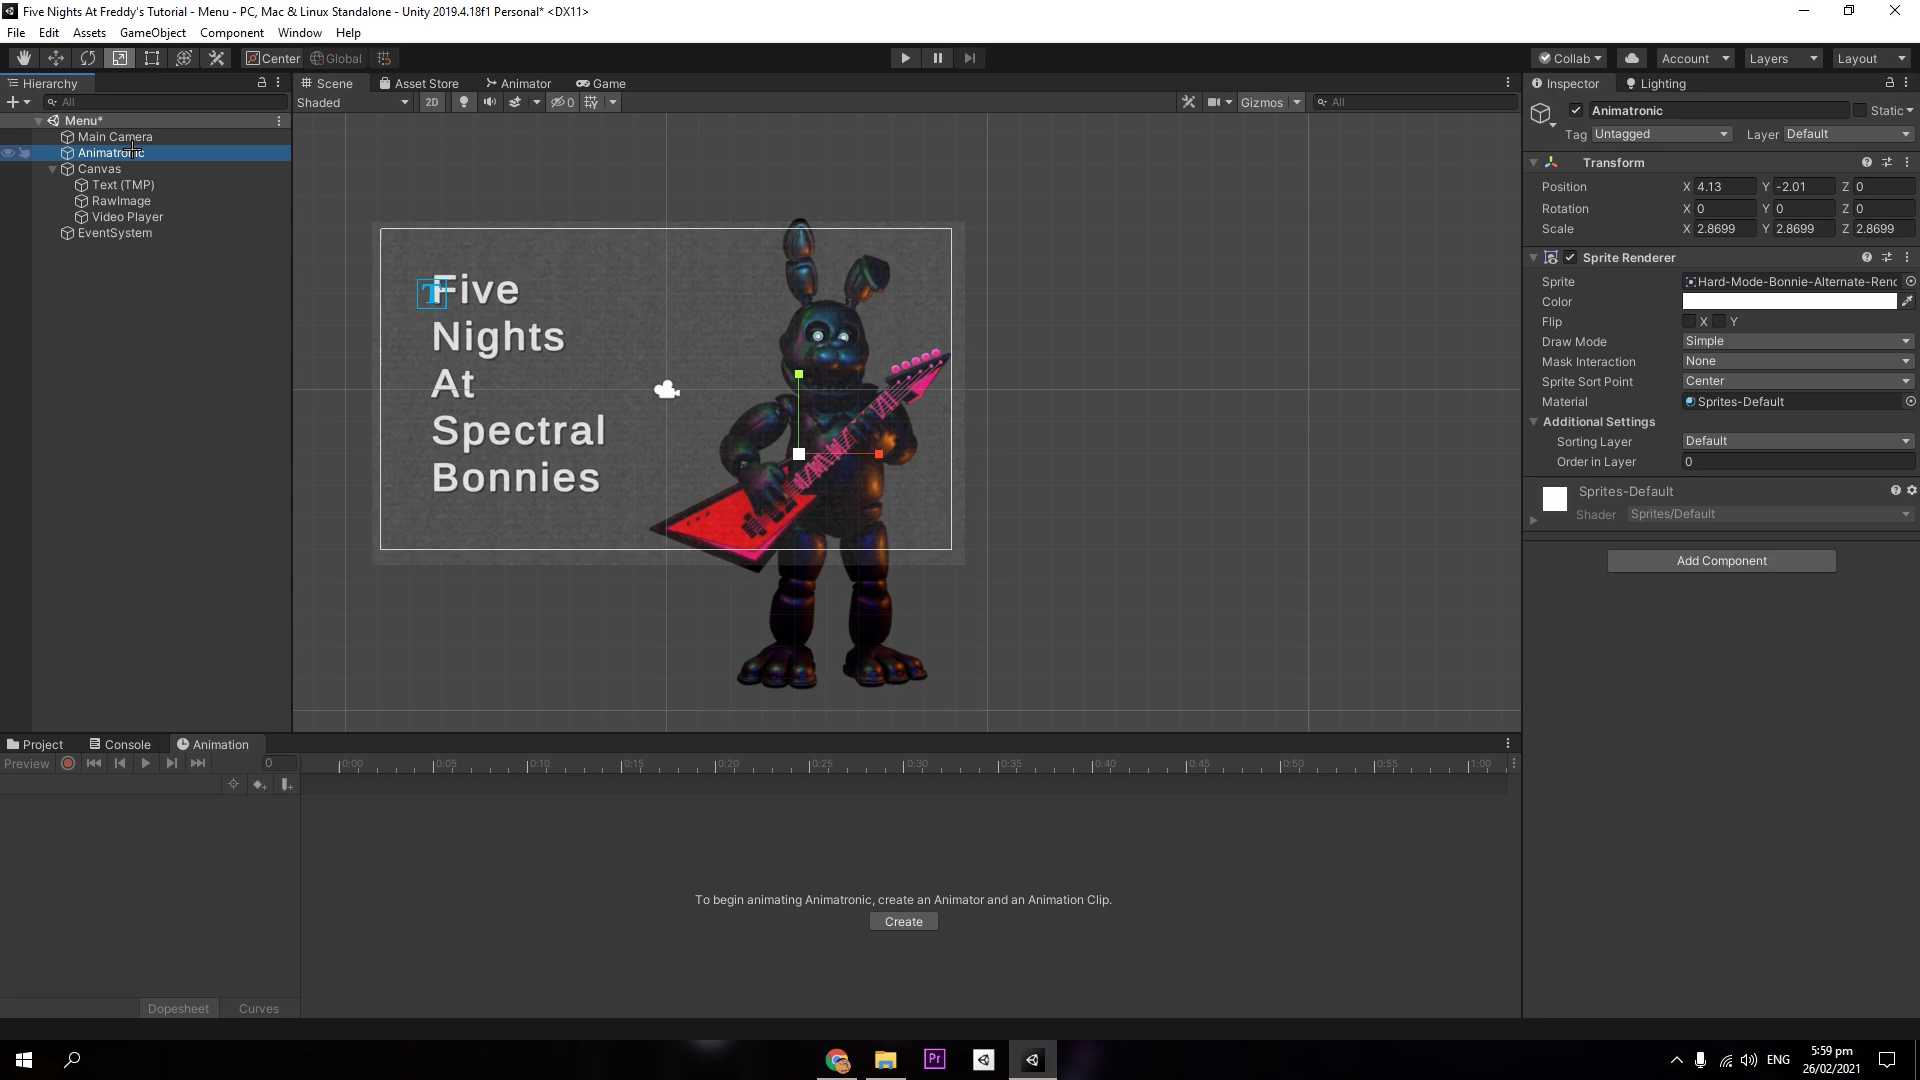 Five Nights At Freddy's Tutorial - Menu - PC, Mac & Linux Standalone - Unity 2019.4.18f1 Personal* <DX11>
File Edit Assets GameObject Component Window Help
Center Global Collab Account Layers Layout
Hierarchy Scene Asset Store Animator Game Inspector Lighting
All Shaded 2D 0 Gizmos All
Menu*
Main Camera
Animatronic
Canvas
Text (TMP)
RawImage
Video Player
EventSystem
T
Five
Nights
At
Spectral
Bonnies
Animatronic Static
Tag Untagged Layer Default
Transform
Position X 4.13 Y -2.01 Z 0
Rotation X 0 Y 0 Z 0
Scale X 2.8699 Y 2.8699 Z 2.8699
Sprite Renderer
Sprite Hard-Mode-Bonnie-Alternate-Renc
Color
Flip X Y
Draw Mode Simple
Mask Interaction None
Sprite Sort Point Center
Material Sprites-Default
Additional Settings
Sorting Layer Default
Order in Layer 0
Sprites-Default
Shader Sprites/Default
Add Component
Project Console Animation
Preview 0 0:00 0:05 0:10 0:15 0:20 0:25 0:30 0:35 0:40 0:45 0:50 0:55 1:00
To begin animating Animatronic, create an Animator and an Animation Clip.
Create
Dopesheet Curves
Pr ENG 5:59 pm
26/02/2021